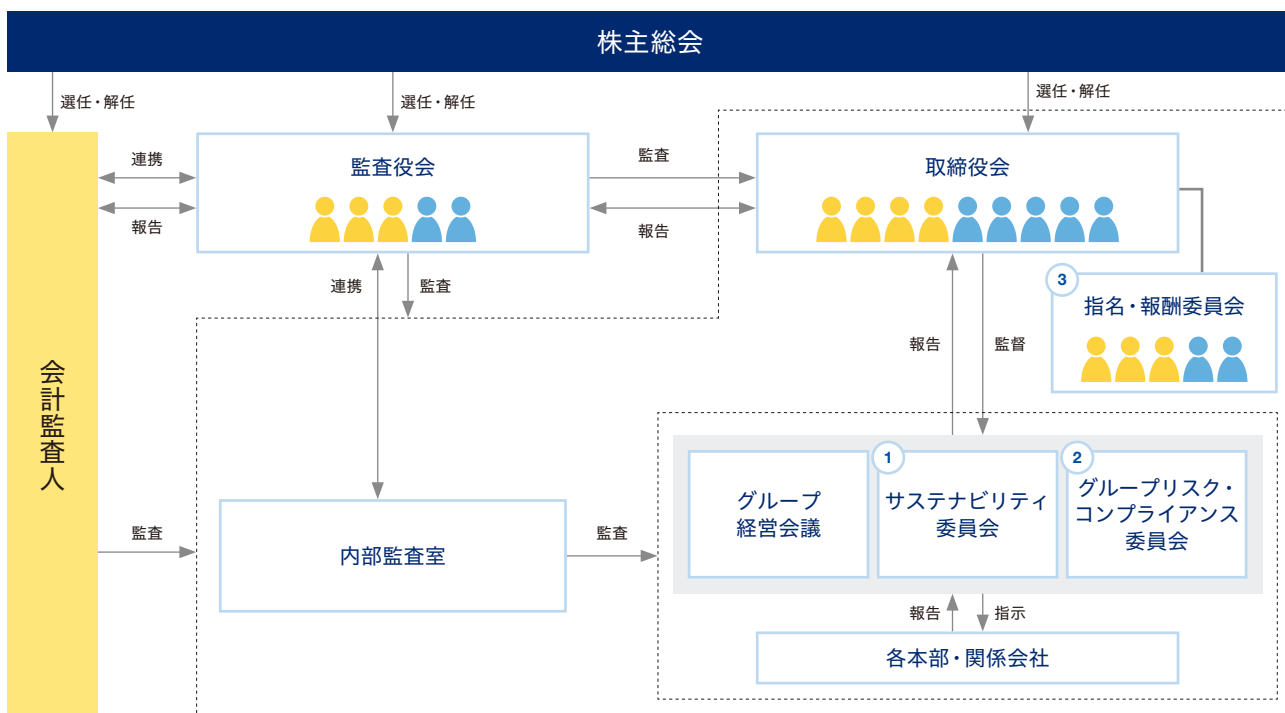 株主総会
選任・解任
選任・解任
選任・解任
会計監査人
連携
報告
監査役会
監査
報告
取締役会
連携
監査
3
指名・報酬委員会
報告
監督
監査
内部監査室
監査
グループ
経営会議
1
サステナビリティ
委員会
2
グループリスク・
コンプライアンス
委員会
報告
指示
各本部・関係会社